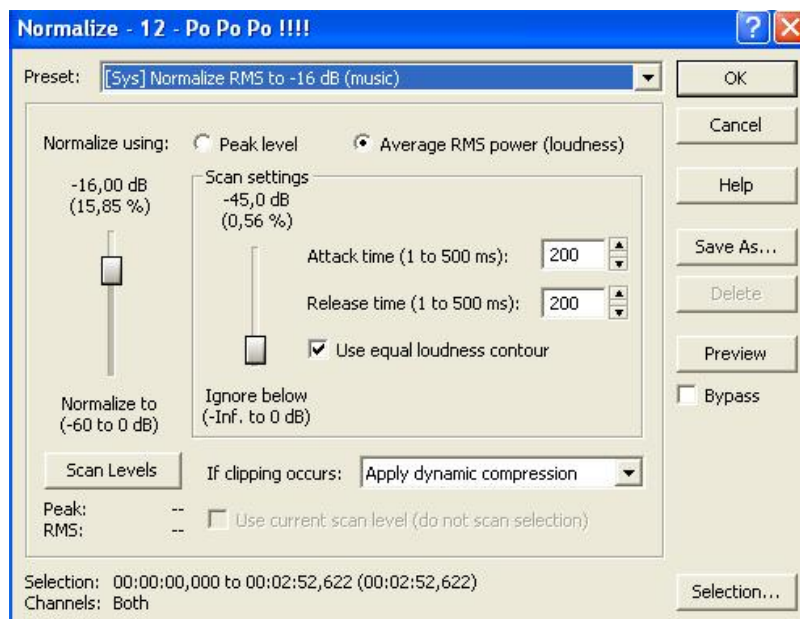 Normalize - 12 - Po Po Po !!!!
Preset: [Sys] Normalize RMS to -16 dB (music)
OK
Cancel
Help
Save As...
Delete
Preview
Bypass
Normalize using: Peak level Average RMS power (loudness)
-16,00 dB
(15,85 %)
Normalize to
(-60 to 0 dB)
Scan settings
-45,0 dB
(0,56 %)
Attack time (1 to 500 ms): 200
Release time (1 to 500 ms): 200
Use equal loudness contour
Ignore below
(-Inf. to 0 dB)
Scan Levels
If clipping occurs: Apply dynamic compression
Peak: --
RMS: --
Use current scan level (do not scan selection)
Selection: 00:00:00,000 to 00:02:52,622 (00:02:52,622)
Channels: Both
Selection...